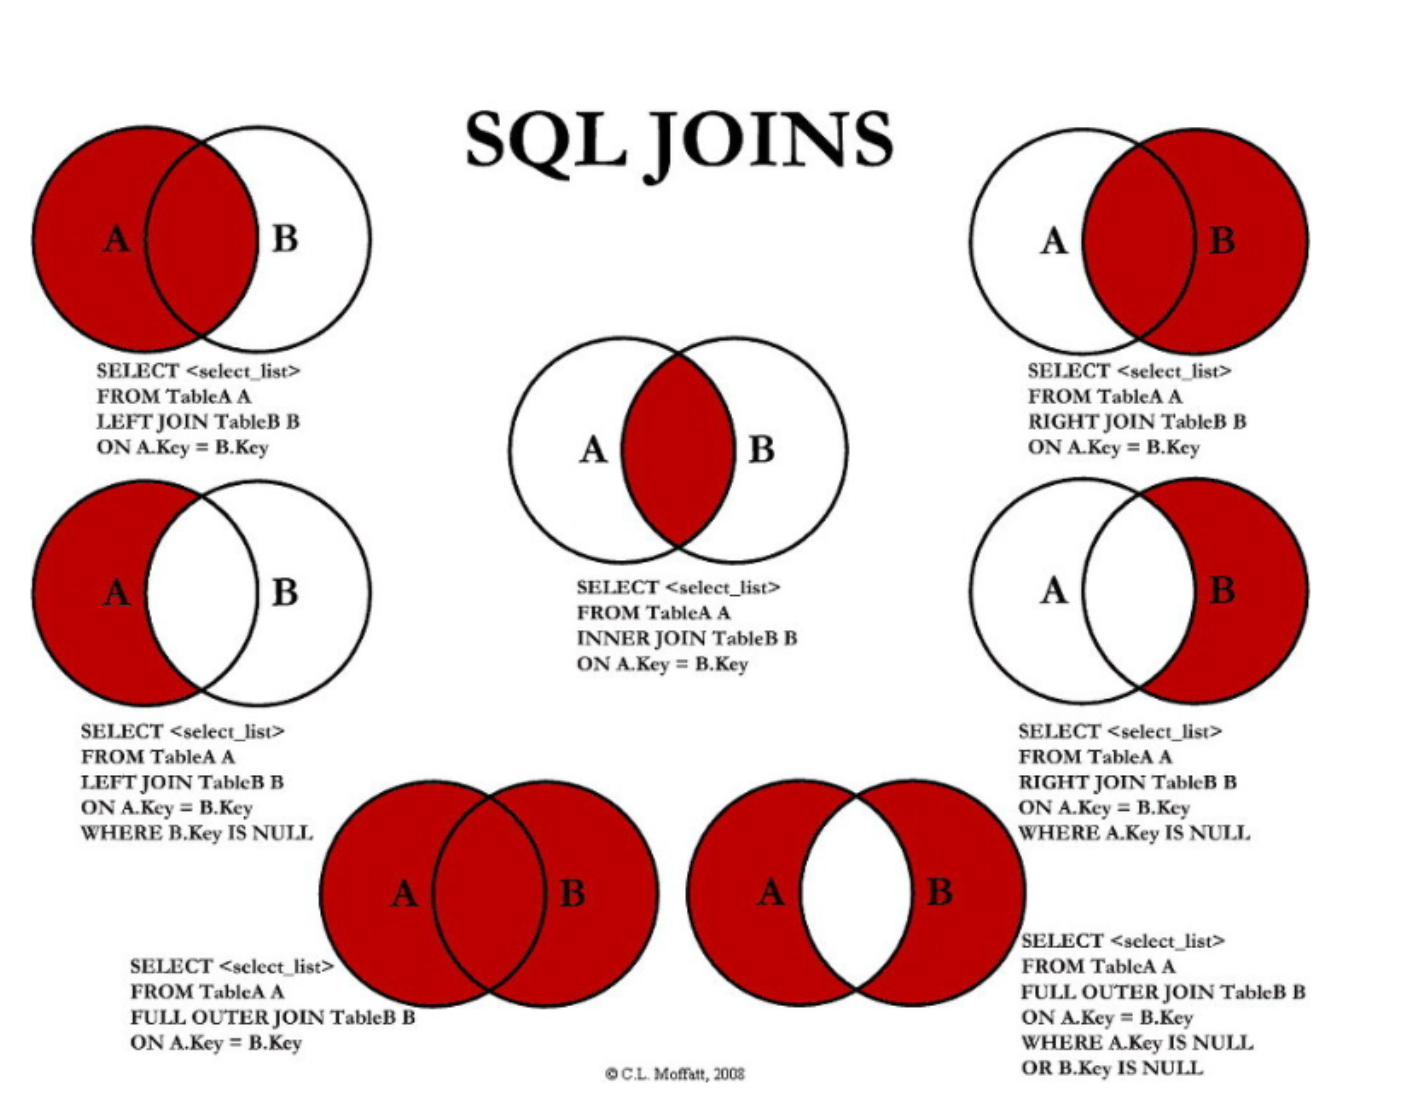 SQL JOINS
A B
SELECT <select_list>
FROM TableA A
LEFT JOIN TableB B
ON A.Key = B.Key
A B
SELECT <select_list>
FROM TableA A
RIGHT JOIN TableB B
ON A.Key = B.Key
A B
SELECT <select_list>
FROM TableA A
INNER JOIN TableB B
ON A.Key = B.Key
A B
SELECT <select_list>
FROM TableA A
LEFT JOIN TableB B
ON A.Key = B.Key
WHERE B.Key IS NULL
A B
SELECT <select_list>
FROM TableA A
RIGHT JOIN TableB B
ON A.Key = B.Key
WHERE A.Key IS NULL
A B
SELECT <select_list>
FROM TableA A
FULL OUTER JOIN TableB B
ON A.Key = B.Key
A B
SELECT <select_list>
FROM TableA A
FULL OUTER JOIN TableB B
ON A.Key = B.Key
WHERE A.Key IS NULL
OR B.Key IS NULL
© C.L. Moffatt, 2008